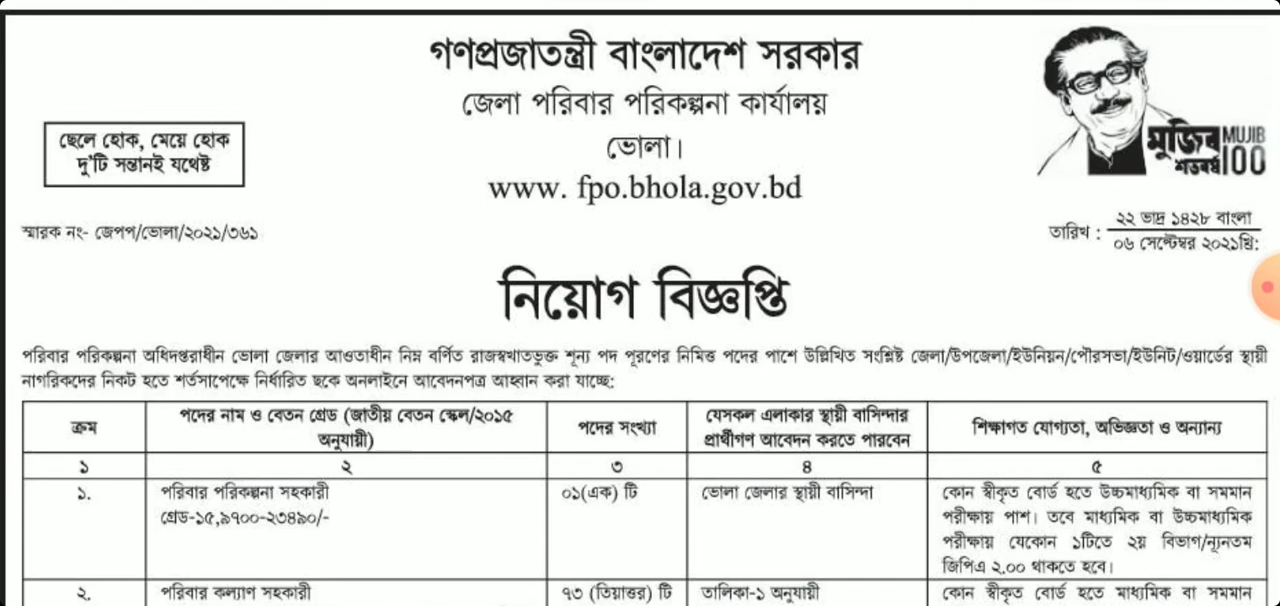 গণপ্রজাতন্ত্রী বাংলাদেশ সরকার
জেলা পরিবার পরিকল্পনা কার্যালয়
ভোলা।
www. fpo.bhola.gov.bd
ছেলে হোক, মেয়ে হোক
দু'টি সন্তানই যথেষ্ট
মুজিব MUJIB
শতবর্ষ 100
স্মারক নং- জেপপ/ভোলা/২০২১/৩৬১
তারিখ : ২২ ভাদ্র ১৪২৮ বাংলা
০৬ সেপ্টেম্বর ২০২১খ্রি:
নিয়োগ বিজ্ঞপ্তি
পরিবার পরিকল্পনা অধিদপ্তরাধীন ভোলা জেলার আওতাধীন নিম্ন বর্ণিত রাজস্বখাতভুক্ত শূন্য পদ পূরণের নিমিত্ত পদের পাশে উল্লিখিত সংশ্লিষ্ট জেলা/উপজেলা/ইউনিয়ন/পৌরসভা/ইউনিট/ওয়ার্ডের স্থায়ী
নাগরিকদের নিকট হতে শর্তসাপেক্ষে নির্ধারিত ছকে অনলাইনে আবেদনপত্র আহ্বান করা যাচ্ছে:
ক্রম
পদের নাম ও বেতন গ্রেড (জাতীয় বেতন স্কেল/২০১৫
অনুযায়ী)
পদের সংখ্যা
যেসকল এলাকার স্থায়ী বাসিন্দার
প্রার্থীগণ আবেদন করতে পারবেন
শিক্ষাগত যোগ্যতা, অভিজ্ঞতা ও অন্যান্য
১ ২ ৩ ৪ ৫
১.
পরিবার পরিকল্পনা সহকারী
গ্রেড-১৫,৯৭০০-২৩৪৯০/-
০১(এক) টি
ভোলা জেলার স্থায়ী বাসিন্দা
কোন স্বীকৃত বোর্ড হতে উচ্চমাধ্যমিক বা সমমান
পরীক্ষায় পাশ। তবে মাধ্যমিক বা উচ্চমাধ্যমিক
পরীক্ষায় যেকোন ১টিতে ২য় বিভাগ/ন্যূনতম
জিপিএ ২.০০ থাকতে হবে।
২.
পরিবার কল্যাণ সহকারী
৭৩ (তিয়াত্তর) টি
তালিকা-১ অনুযায়ী
কোন স্বীকৃত বোর্ড হতে মাধ্যমিক বা সমমান